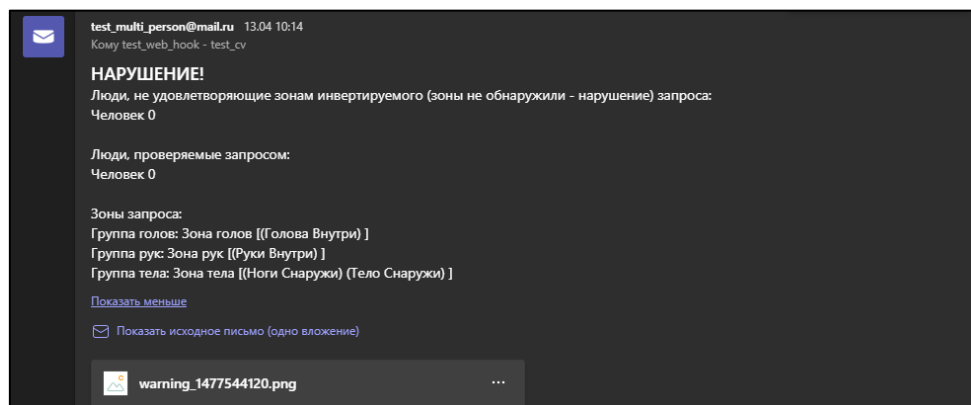 test_multi_person@mail.ru 13.04 10:14
Кому test_web_hook - test_cv
НАРУШЕНИЕ!
Люди, не удовлетворяющие зонам инвертируемого (зоны не обнаружили - нарушение) запроса:
Человек 0
Люди, проверяемые запросом:
Человек 0
Зоны запроса:
Группа голов: Зона голов [(Голова Внутри) ]
Группа рук: Зона рук [(Руки Внутри) ]
Группа тела: Зона тела [(Ноги Снаружи) (Тело Снаружи) ]
Показать меньше
Показать исходное письмо (одно вложение)
warning_1477544120.png